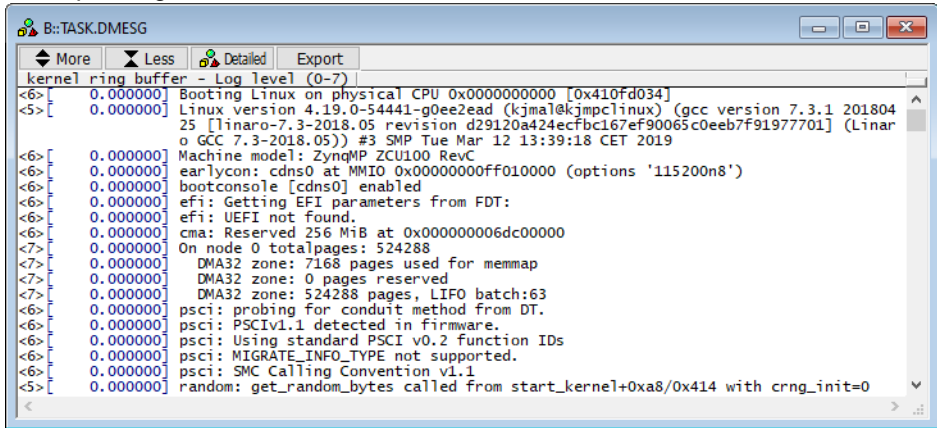 B::TASK.DMESG
More Less Detailed Export
kernel ring buffer - Log level (0-7)
<6>[    0.000000] Booting Linux on physical CPU 0x0000000000 [0x410fd034]
<5>[    0.000000] Linux version 4.19.0-54441-g0ee2ead (kjmal@kjmpclinux) (gcc version 7.3.1 201804
25 [linaro-7.3-2018.05 revision d29120a424ecfbc167ef90065c0eeb7f91977701] (Linar
o GCC 7.3-2018.05)) #3 SMP Tue Mar 12 13:39:18 CET 2019
<6>[    0.000000] Machine model: ZynqMP ZCU100 RevC
<6>[    0.000000] earlycon: cdns0 at MMIO 0x00000000ff010000 (options '115200n8')
<6>[    0.000000] bootconsole [cdns0] enabled
<6>[    0.000000] efi: Getting EFI parameters from FDT:
<6>[    0.000000] efi: UEFI not found.
<6>[    0.000000] cma: Reserved 256 MiB at 0x000000006dc00000
<7>[    0.000000] On node 0 totalpages: 524288
<7>[    0.000000]   DMA32 zone: 7168 pages used for memmap
<7>[    0.000000]   DMA32 zone: 0 pages reserved
<7>[    0.000000]   DMA32 zone: 524288 pages, LIFO batch:63
<6>[    0.000000] psci: probing for conduit method from DT.
<6>[    0.000000] psci: PSCIv1.1 detected in firmware.
<6>[    0.000000] psci: Using standard PSCI v0.2 function IDs
<6>[    0.000000] psci: MIGRATE_INFO_TYPE not supported.
<6>[    0.000000] psci: SMC Calling Convention v1.1
<5>[    0.000000] random: get_random_bytes called from start_kernel+0xa8/0x414 with crng_init=0